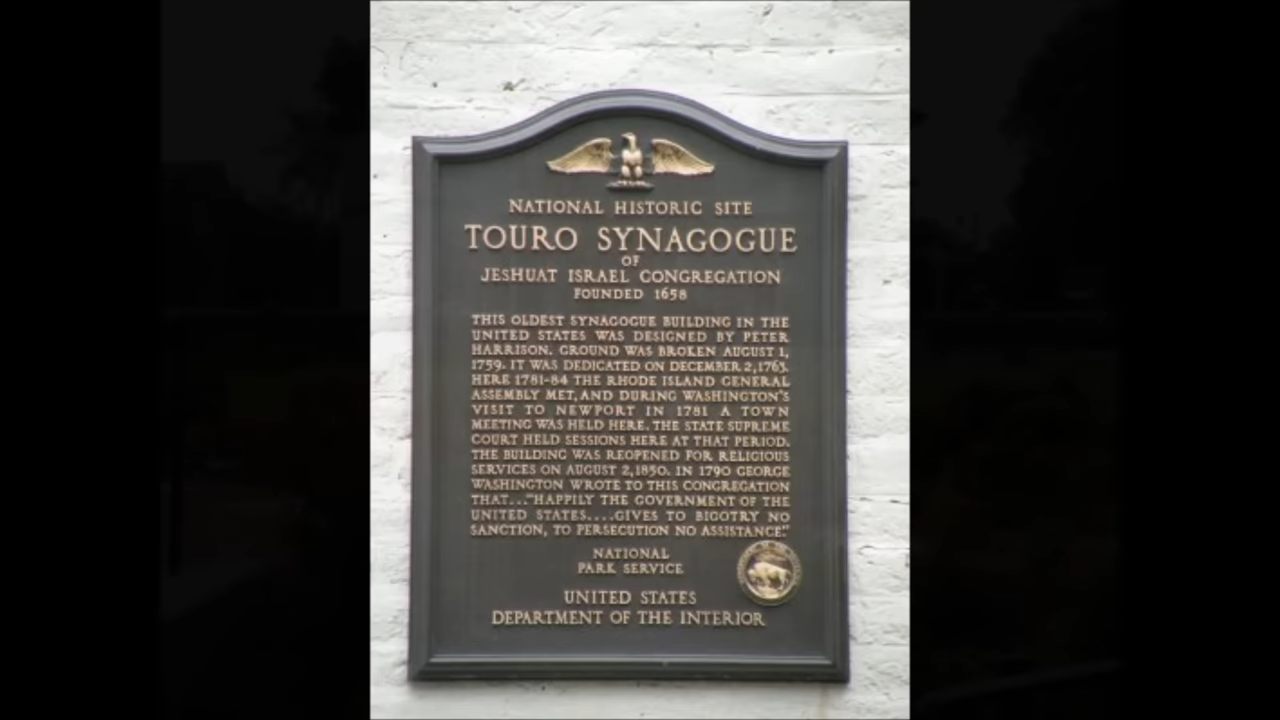 NATIONAL HISTORIC SITE
TOURO SYNAGOGUE
OF
JESHUAT ISRAEL CONGREGATION
FOUNDED 1658
THIS OLDEST SYNAGOGUE BUILDING IN THE
UNITED STATES WAS DESIGNED BY PETER
HARRISON. GROUND WAS BROKEN AUGUST 1,
1759. IT WAS DEDICATED ON DECEMBER 2,1763.
HERE 1781-84 THE RHODE ISLAND GENERAL
ASSEMBLY MET, AND DURING WASHINGTON'S
VISIT TO NEWPORT IN 1781 A TOWN
MEETING WAS HELD HERE. THE STATE SUPREME
COURT HELD SESSIONS HERE AT THAT PERIOD.
THE BUILDING WAS REOPENED FOR RELIGIOUS
SERVICES ON AUGUST 2,1850. IN 1790 GEORGE
WASHINGTON WROTE TO THIS CONGREGATION
THAT..."HAPPILY THE GOVERNMENT OF THE
UNITED STATES....GIVES TO BIGOTRY NO
SANCTION, TO PERSECUTION NO ASSISTANCE."
NATIONAL
PARK SERVICE
UNITED STATES
DEPARTMENT OF THE INTERIOR